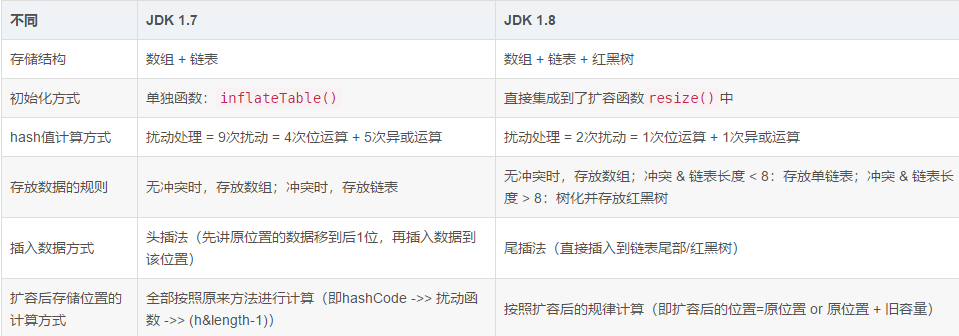 不同 JDK 1.7 JDK 1.8
存储结构 数组 + 链表 数组 + 链表 + 红黑树
初始化方式 单独函数： inflateTable() 直接集成到了扩容函数 resize() 中
hash值计算方式 扰动处理 = 9次扰动 = 4次位运算 + 5次异或运算 扰动处理 = 2次扰动 = 1次位运算 + 1次异或运算
存放数据的规则 无冲突时，存放数组；冲突时，存放链表 无冲突时，存放数组；冲突 & 链表长度 < 8：存放单链表；冲突 & 链表长
度 > 8：树化并存放红黑树
插入数据方式 头插法（先讲原位置的数据移到后1位，再插入数据到
该位置） 尾插法（直接插入到链表尾部/红黑树）
扩容后存储位置的
计算方式 全部按照原来方法进行计算（即hashCode ->> 扰动函
数 ->> (h&length-1)） 按照扩容后的规律计算（即扩容后的位置=原位置 or 原位置 + 旧容量）